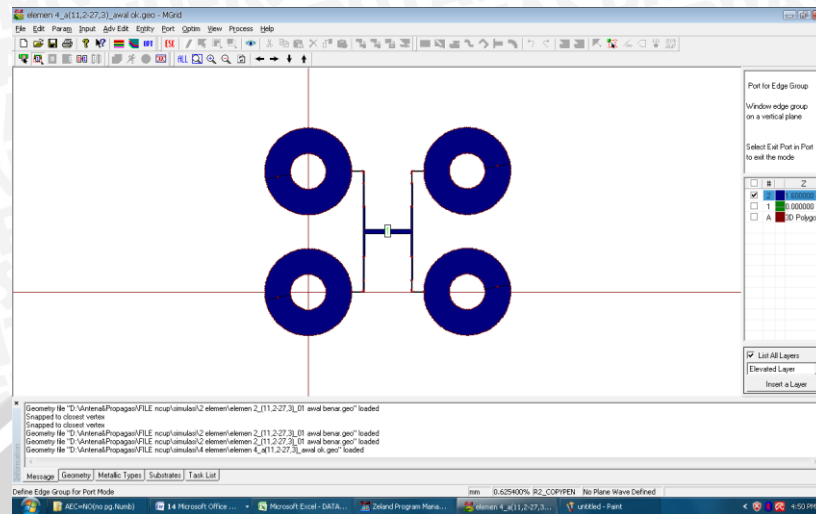 elemen 4_a(11,2-27,3)_awal ok.geo - MGrid
File Edit Param Input Adv Edit Entity Port Optim View Process Help
OPT ESC
ALL
Port for Edge Group
Window edge group
on a vertical plane
Select Exit Port in Port
to exit the mode
# Z
2 1.600000
1 0.000000
A 3D Polygo
List All Layers
Elevated Layer
Insert a Layer
Geometry file "D:\Antena&Propagasi\FILE ncup\simulasi\2 elemen\elemen 2_(11,2-27,3)_01 awal benar.geo" loaded
Snapped to closest vertex
Snapped to closest vertex
Geometry file "D:\Antena&Propagasi\FILE ncup\simulasi\2 elemen\elemen 2_(11,2-27,3)_01 awal benar.geo" loaded
Geometry file "D:\Antena&Propagasi\FILE ncup\simulasi\2 elemen\elemen 2_(11,2-27,3)_01 awal benar.geo" loaded
Geometry file "D:\Antena&Propagasi\FILE ncup\simulasi\4 elemen\elemen 4_a(11,2-27,3)_awal ok.geo" loaded
Message Geometry Metallic Types Substrates Task List
Define Edge Group for Port Mode mm 0.625400% R2_COPYPEN No Plane Wave Defined
AEC=NO(no pg.Numb) 14 Microsoft Office ... Microsoft Excel - DATA... Zeland Program Mana... elemen 4_a(11,2-27,3... untitled - Paint 4:50 PM